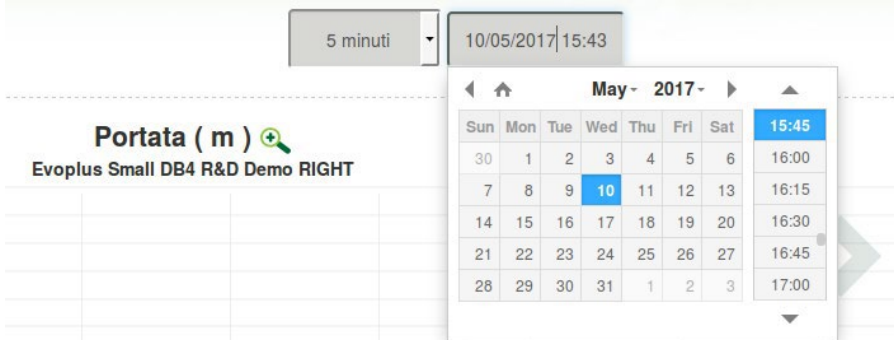 5 minuti
10/05/2017 15:43
May 2017
Sun Mon Tue Wed Thu Fri Sat
30 1 2 3 4 5 6
7 8 9 10 11 12 13
14 15 16 17 18 19 20
21 22 23 24 25 26 27
28 29 30 31 1 2 3
15:45
16:00
16:15
16:30
16:45
17:00
Portata ( m )
Evoplus Small DB4 R&D Demo RIGHT